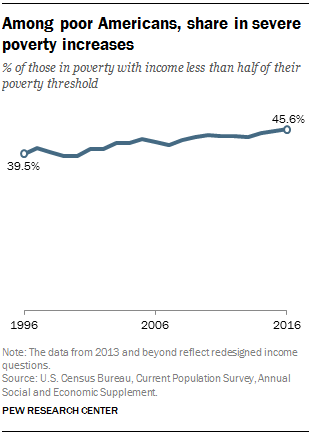 Among poor Americans, share in severe
poverty increases
% of those in poverty with income less than half of their
poverty threshold
45.6%
39.5%
1996 2006 2016
Note: The data from 2013 and beyond reflect redesigned income
questions.
Source: U.S. Census Bureau, Current Population Survey, Annual
Social and Economic Supplement.
PEW RESEARCH CENTER